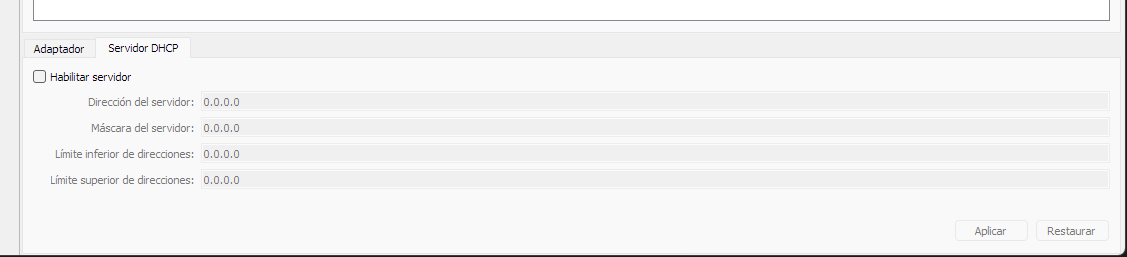 Adaptador Servidor DHCP
Habilitar servidor
Dirección del servidor: 0.0.0.0
Máscara del servidor: 0.0.0.0
Límite inferior de direcciones: 0.0.0.0
Límite superior de direcciones: 0.0.0.0
Aplicar Restaurar